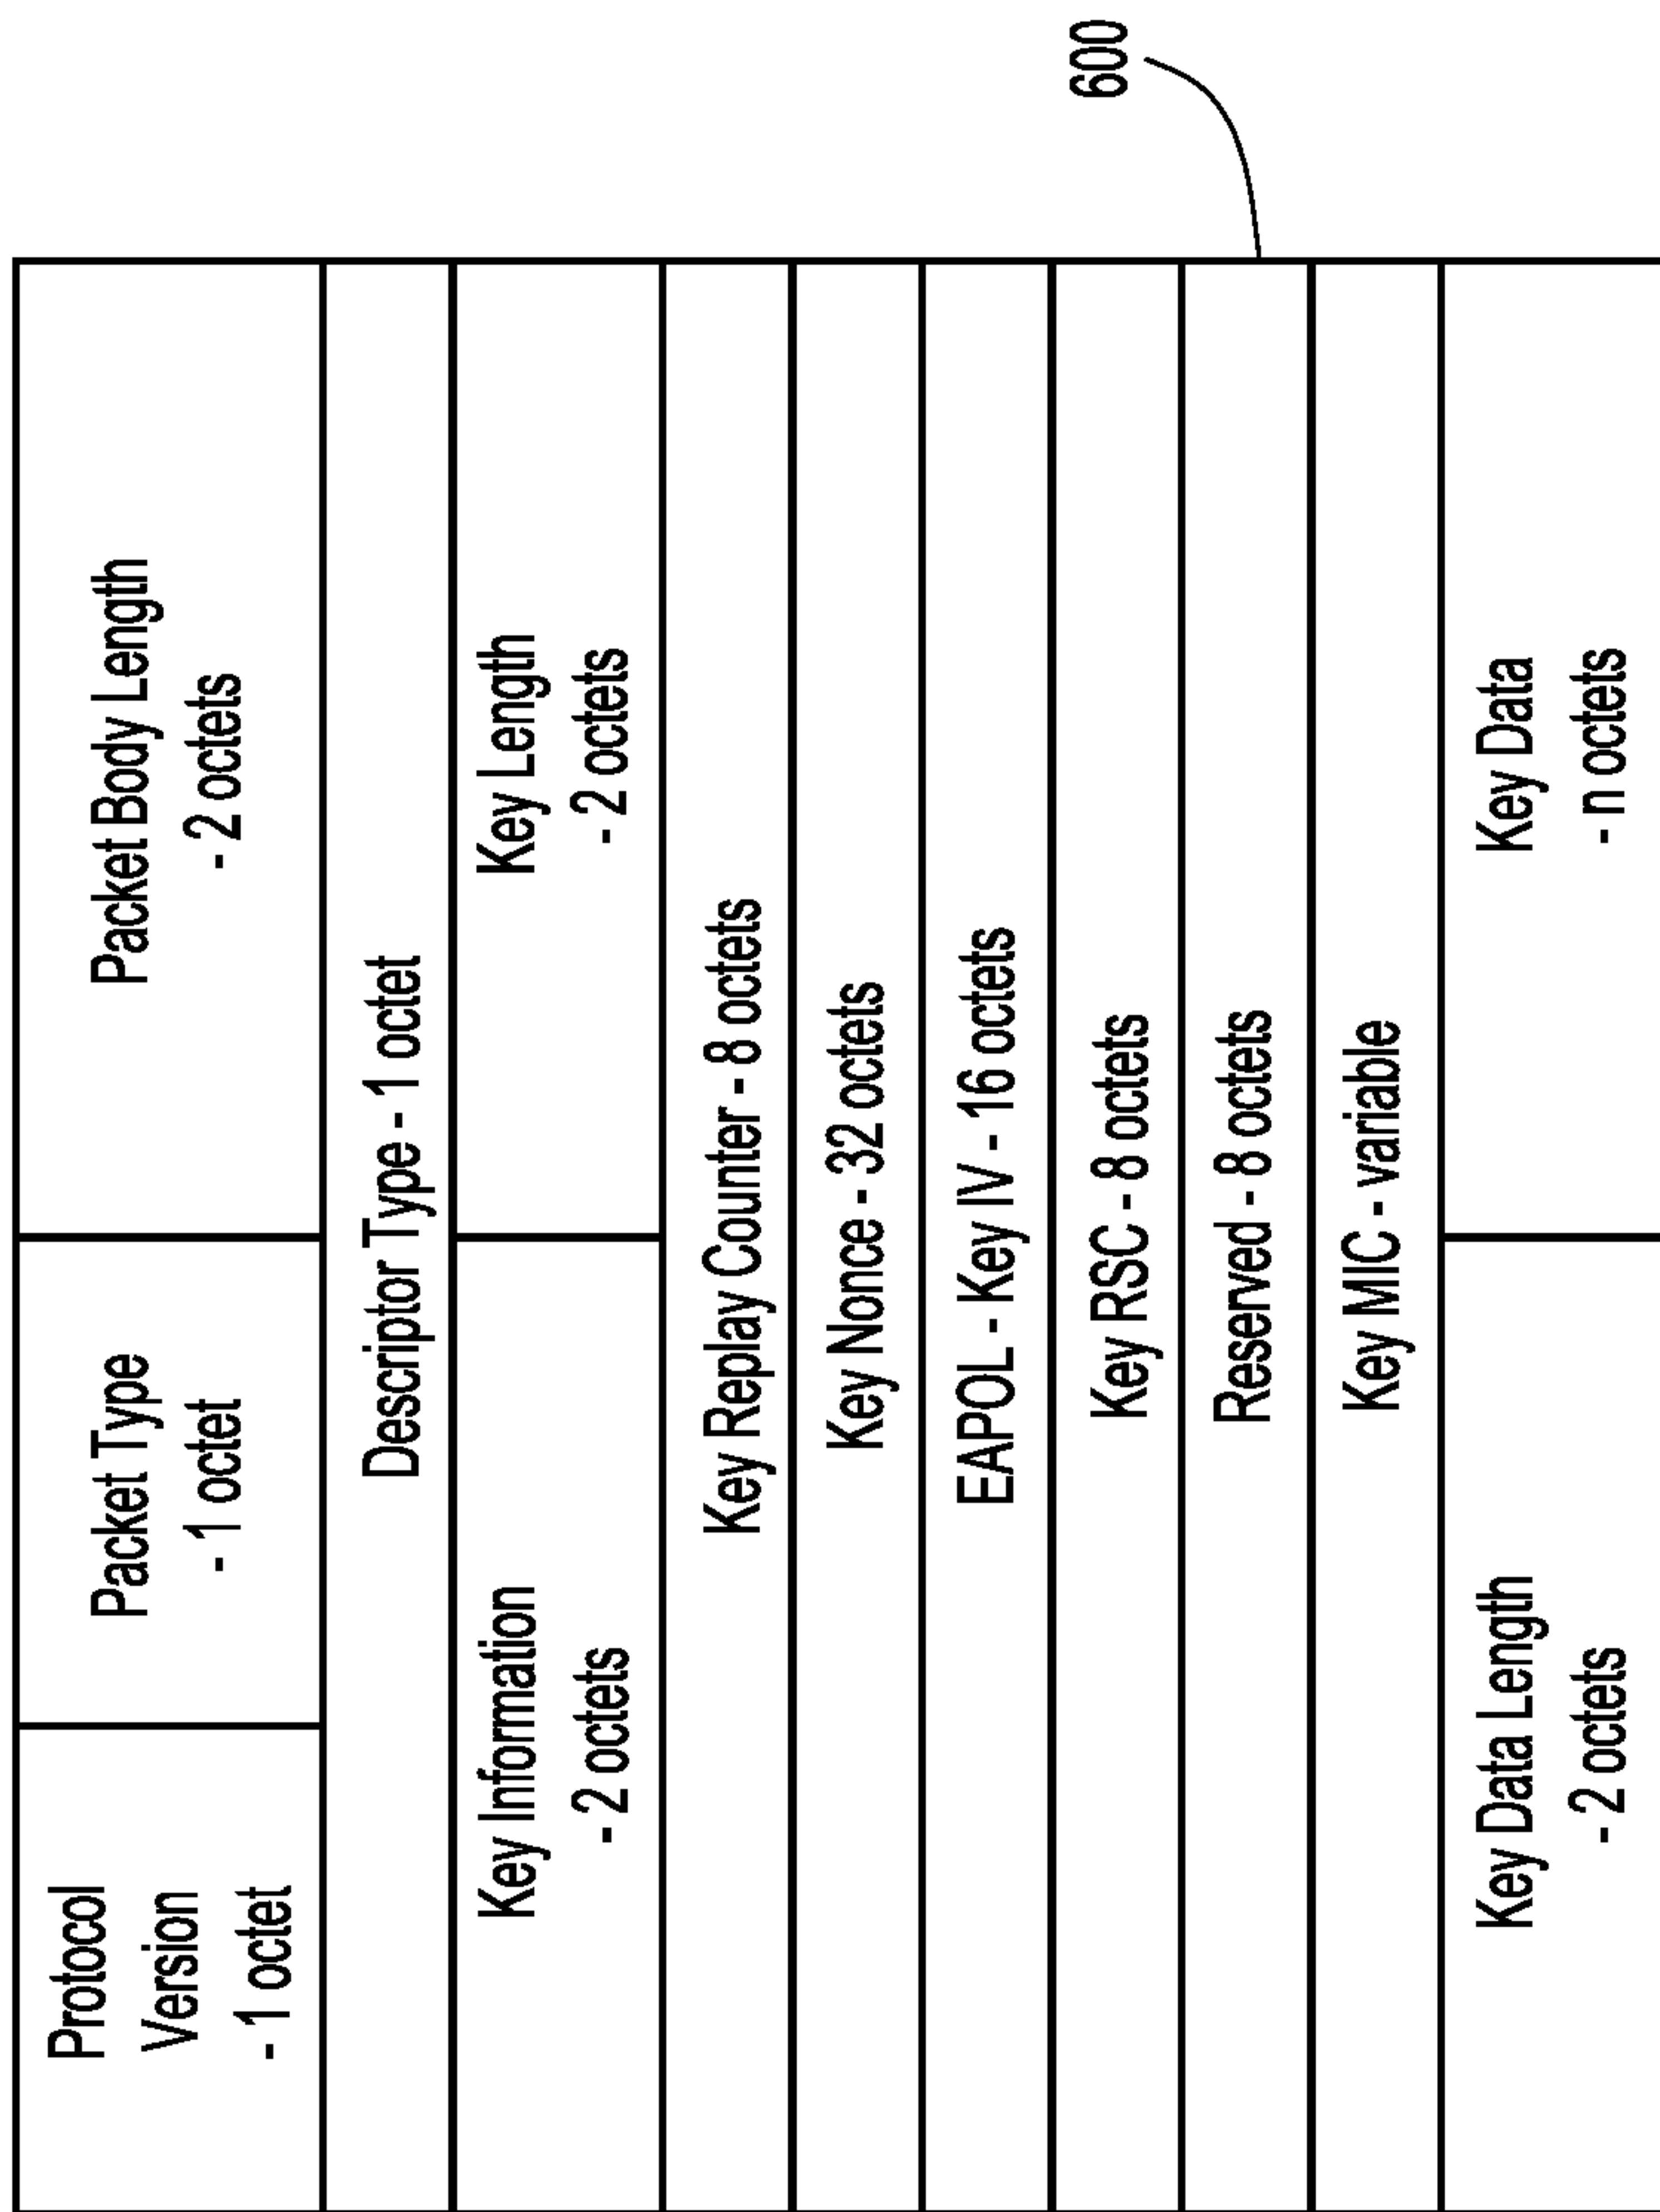 600
Protocol
Version
- 1 octet
Packet Type
- 1 octet
Packet Body Length
- 2 octets
Descriptor Type - 1 octet
Key Information
- 2 octets
Key Length
- 2 octets
Key Replay Counter - 8 octets
Key Nonce - 32 octets
EAPOL - Key IV - 16 octets
Key RSC - 8 octets
Reserved - 8 octets
Key MIC - variable
Key Data Length
- 2 octets
Key Data
- n octets